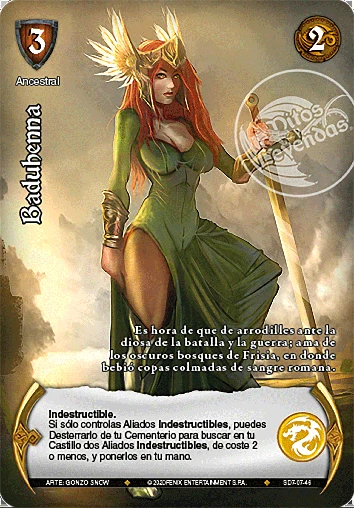 3
2
Ancestral
Mitos
Leyendas
Baduhenna
Es hora de que de arrodilles ante la
diosa de la batalla y la guerra; ama de
los oscuros bosques de Frisia, en donde
bebió copas colmadas de sangre romana.
Indestructible.
Si sólo controlas Aliados Indestructibles, puedes
Desterrarlo de tu Cementerio para buscar en tu
Castillo dos Aliados Indestructibles, de coste 2
o menos, y ponerlos en tu mano.
ARTE: GONZO SNCW © 2020 FENIX ENTERTAINMENT S.P.A. SD7-07-46